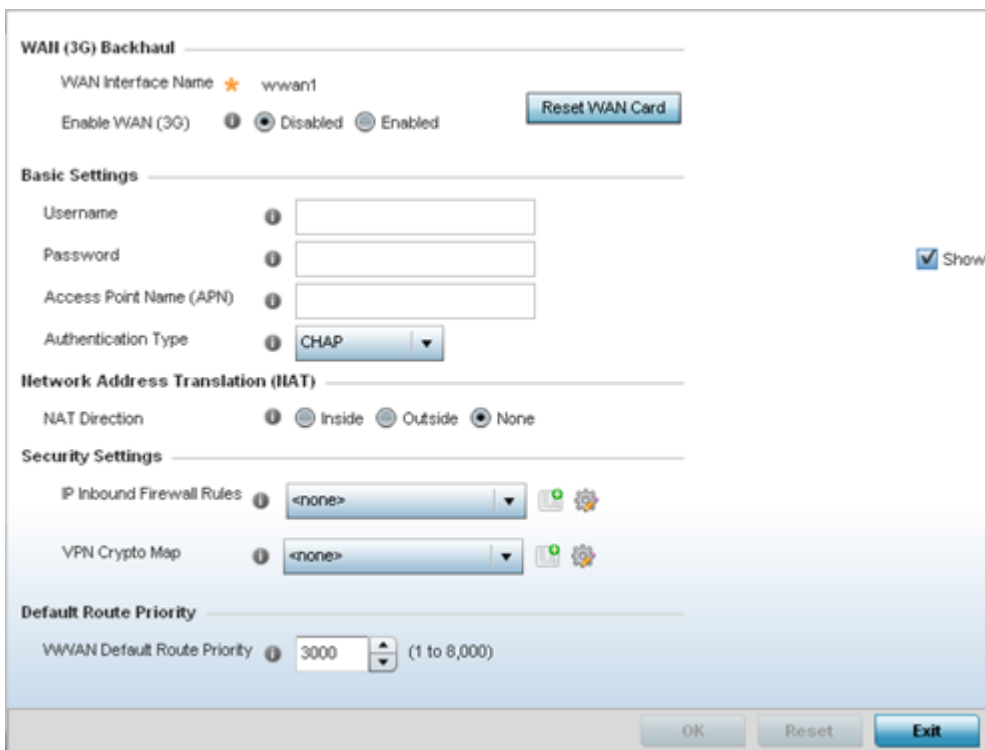 WAN (3G) Backhaul
WAN Interface Name * wwan1
Reset WAN Card
Enable WAN (3G) Disabled Enabled
Basic Settings
Username
Password Show
Access Point Name (APN)
Authentication Type CHAP
Network Address Translation (NAT)
NAT Direction Inside Outside None
Security Settings
IP Inbound Firewall Rules <none>
VPN Crypto Map <none>
Default Route Priority
WWAN Default Route Priority 3000 (1 to 8,000)
OK Reset Exit